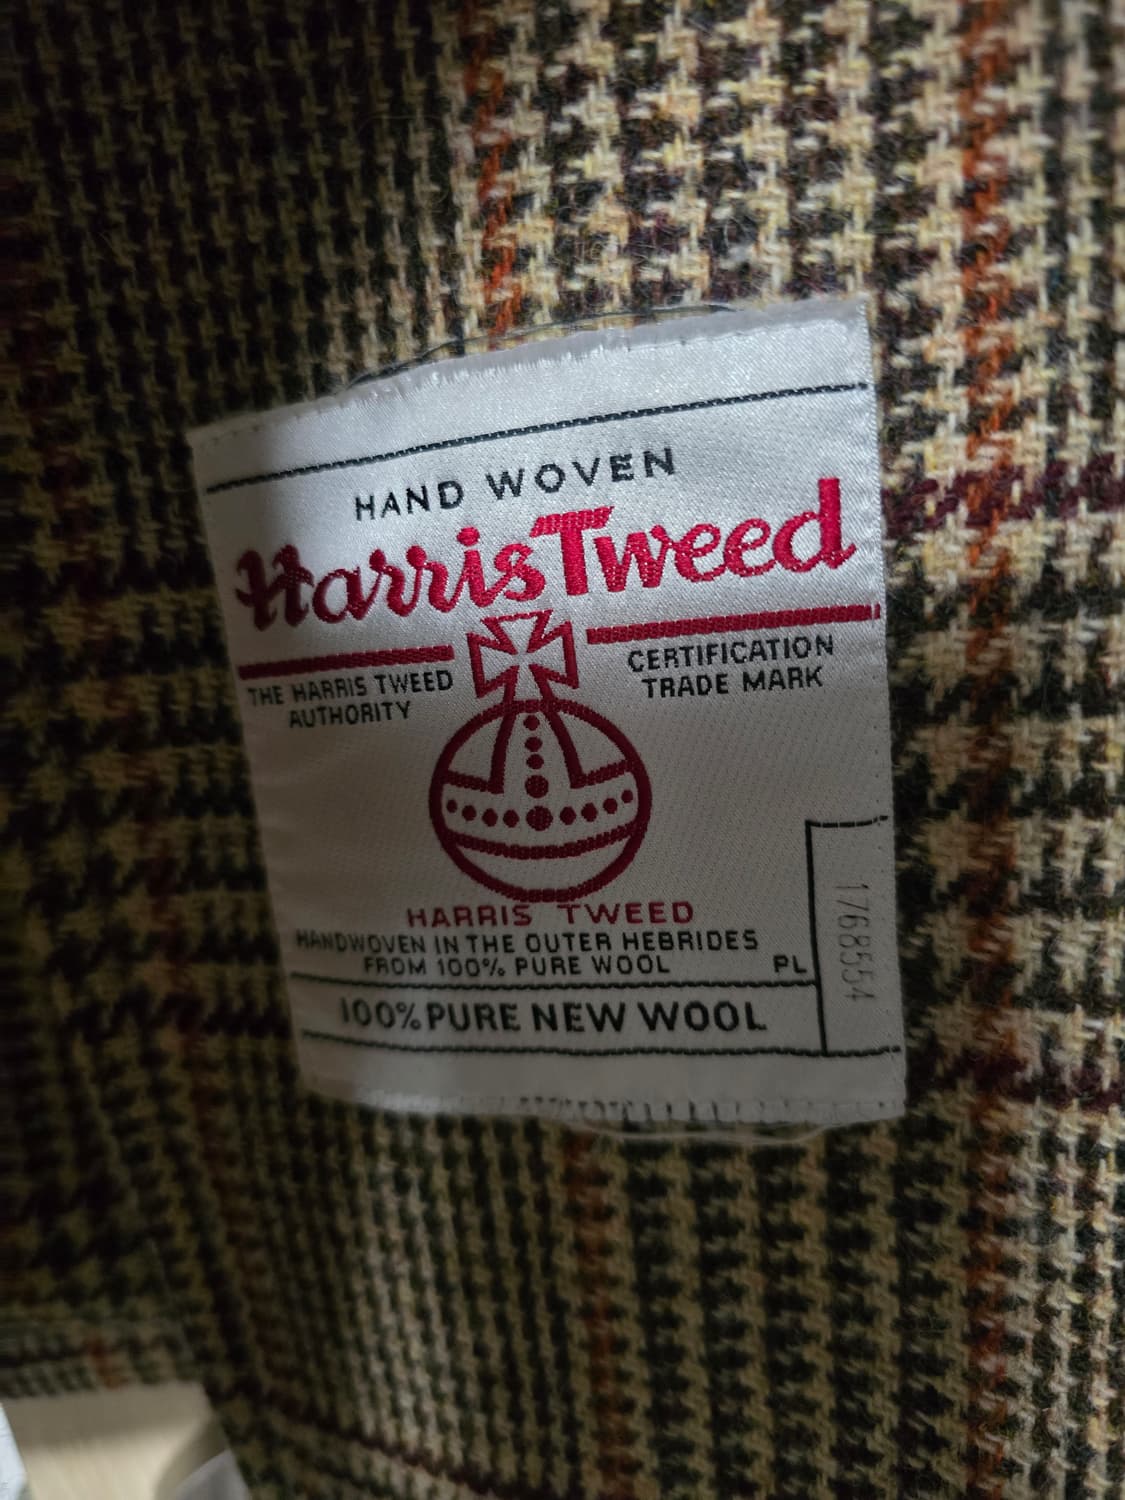 HAND WOVEN
Harris Tweed
THE HARRIS TWEED
AUTHORITY
CERTIFICATION
TRADE MARK
HARRIS TWEED
HANDWOVEN IN THE OUTER HEBRIDES
FROM 100% PURE WOOL
PL
100% PURE NEW WOOL
1768554